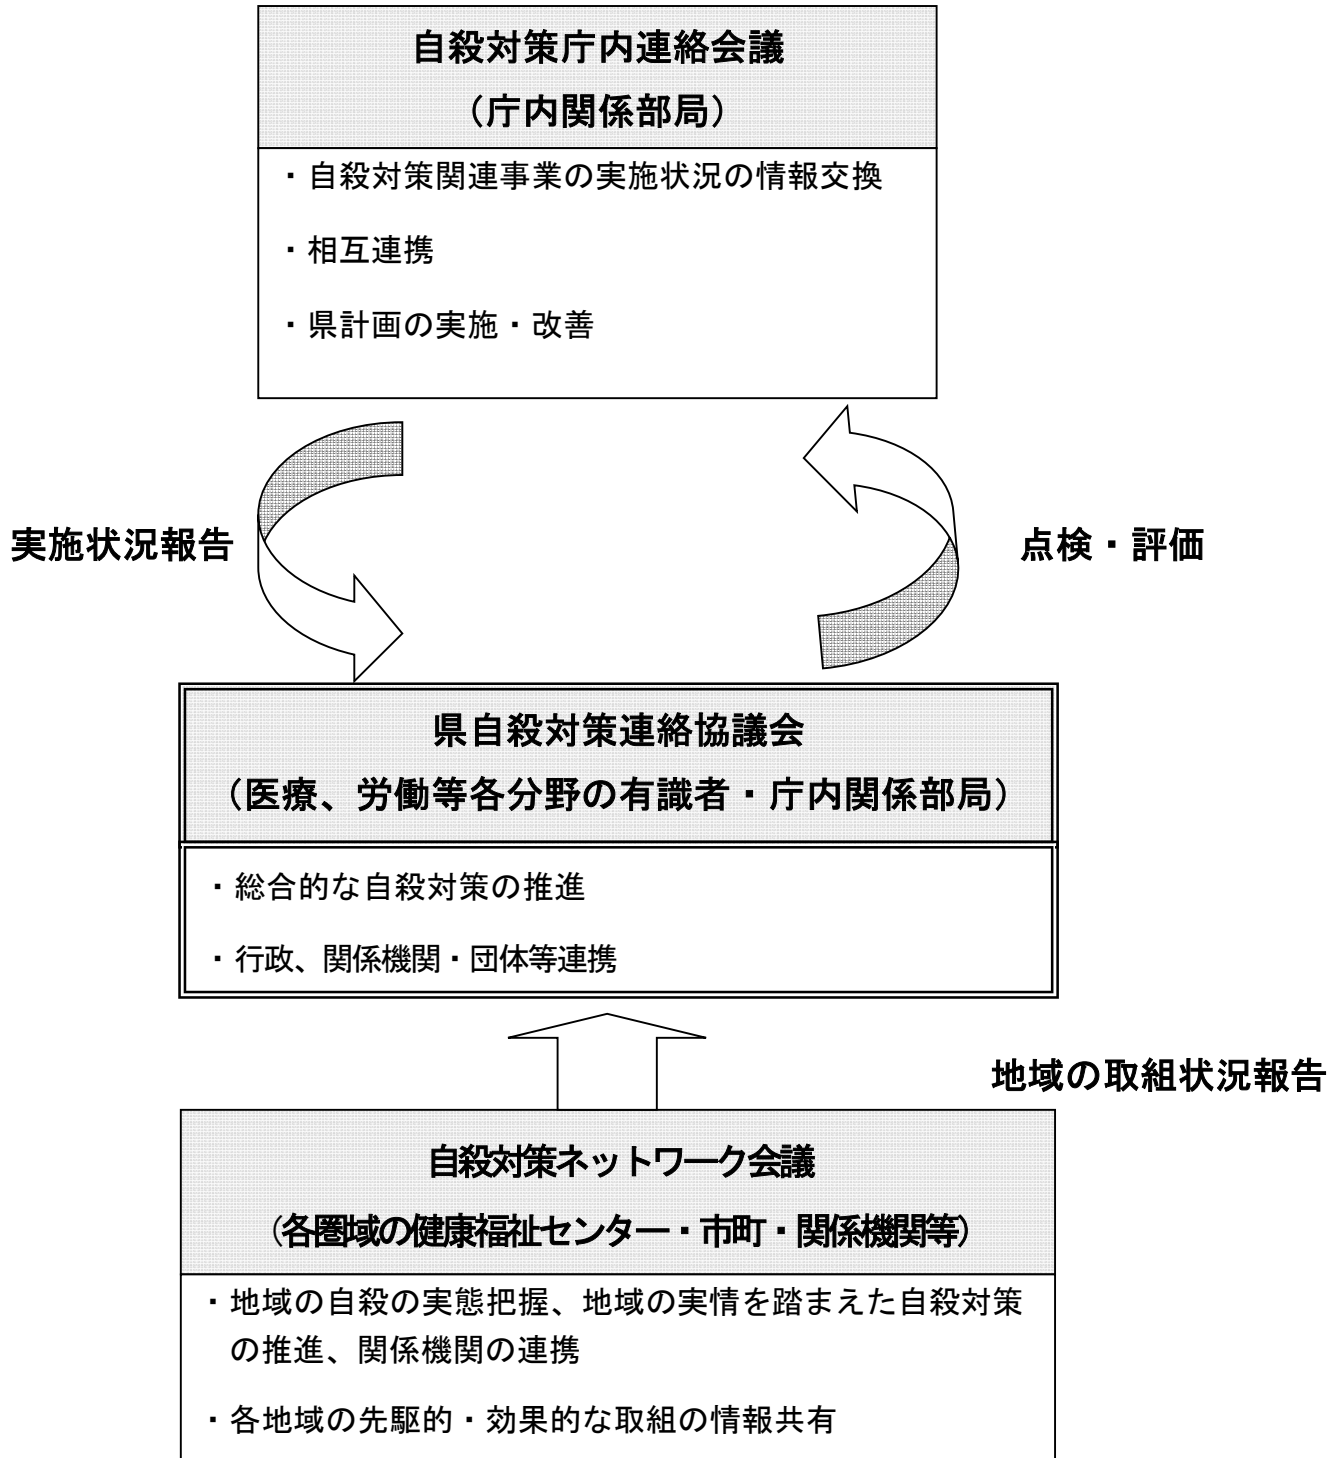 自殺対策庁内連絡会議
（庁内関係部局）
・自殺対策関連事業の実施状況の情報交換
・相互連携
・県計画の実施・改善
実施状況報告
点検・評価
県自殺対策連絡協議会
（医療、労働等各分野の有識者・庁内関係部局）
・総合的な自殺対策の推進
・行政、関係機関・団体等連携
地域の取組状況報告
自殺対策ネットワーク会議
（各圏域の健康福祉センター・市町・関係機関等）
・地域の自殺の実態把握、地域の実情を踏まえた自殺対策
の推進、関係機関の連携
・各地域の先駆的・効果的な取組の情報共有